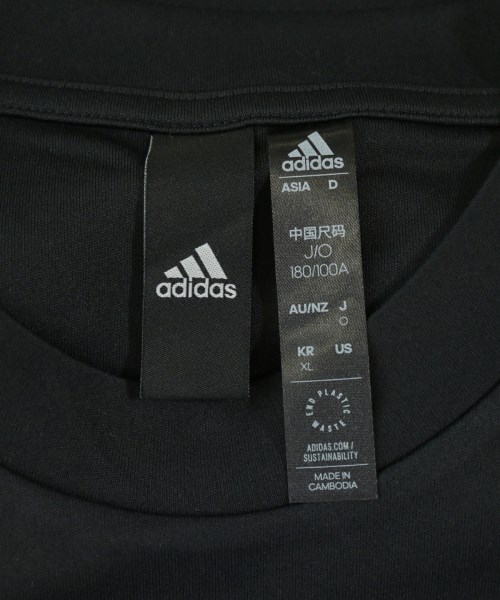 adidas
adidas
ASIA D
中国尺码
J/O
180/100A
AU/NZ J
O
KR US
XL
END PLASTIC WASTE
ADIDAS.COM/
SUSTAINABILITY
MADE IN
CAMBODIA